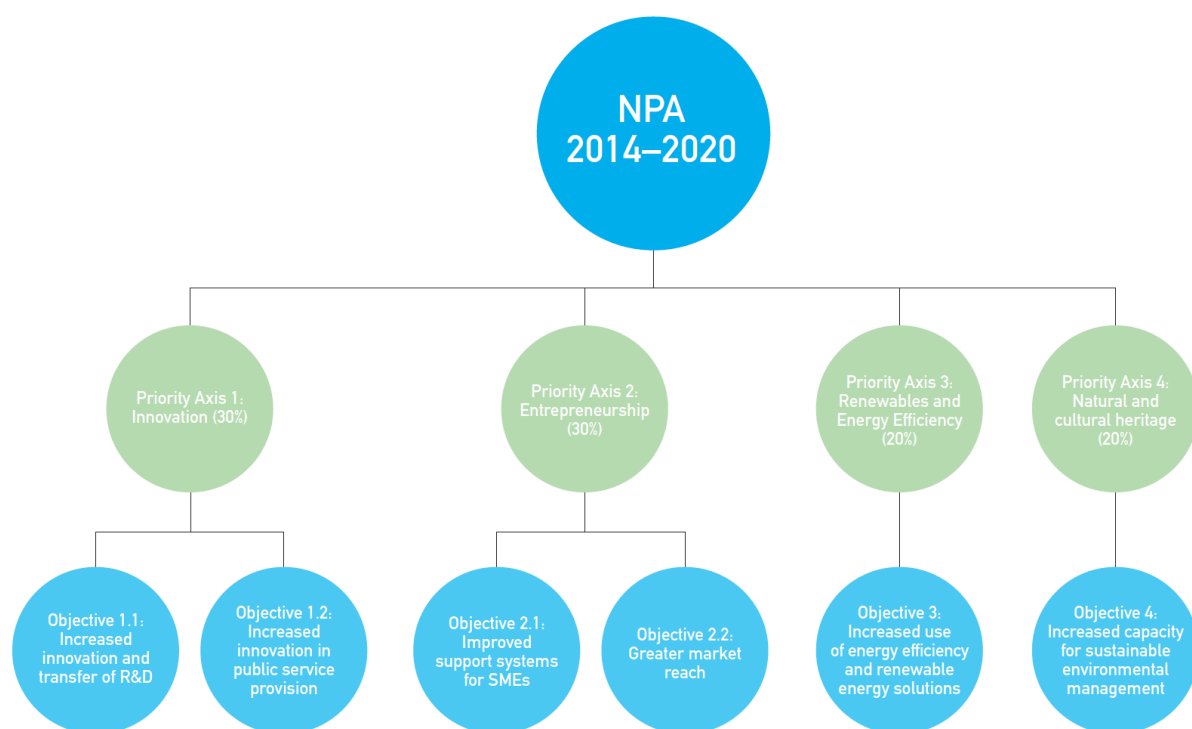 NPA
2014–2020
Priority Axis 1:
Innovation (30%)
Priority Axis 2:
Entrepreneurship
(30%)
Priority Axis 3:
Renewables and
Energy Efficiency
(20%)
Priority Axis 4:
Natural and
cultural heritage
(20%)
Objective 1.1:
Increased
innovation and
transfer of R&D
Objective 1.2:
Increased
innovation in
public service
provision
Objective 2.1:
Improved
support systems
for SMEs
Objective 2.2:
Greater market
reach
Objective 3:
Increased use
of energy efficiency
and renewable
energy solutions
Objective 4:
Increased capacity
for sustainable
environmental
management